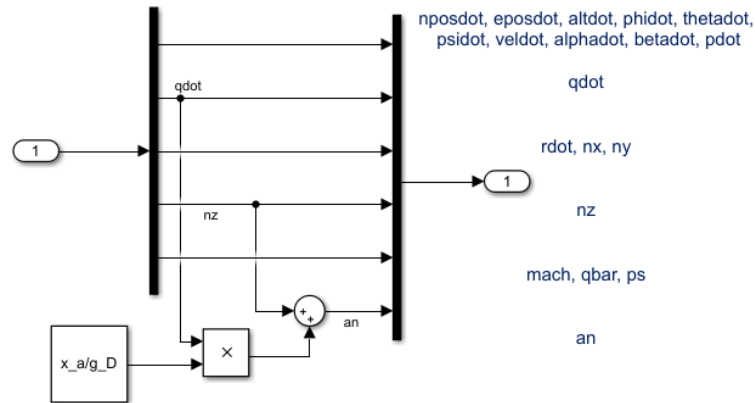 nposdot, eposdot, altdot, phidot, thetadot,
psidot, veldot, alphadot, betadot, pdot
qdot
qdot
1
rdot, nx, ny
1
nz
nz
mach, qbar, ps
+
+
an
an
x_a/g_D
×